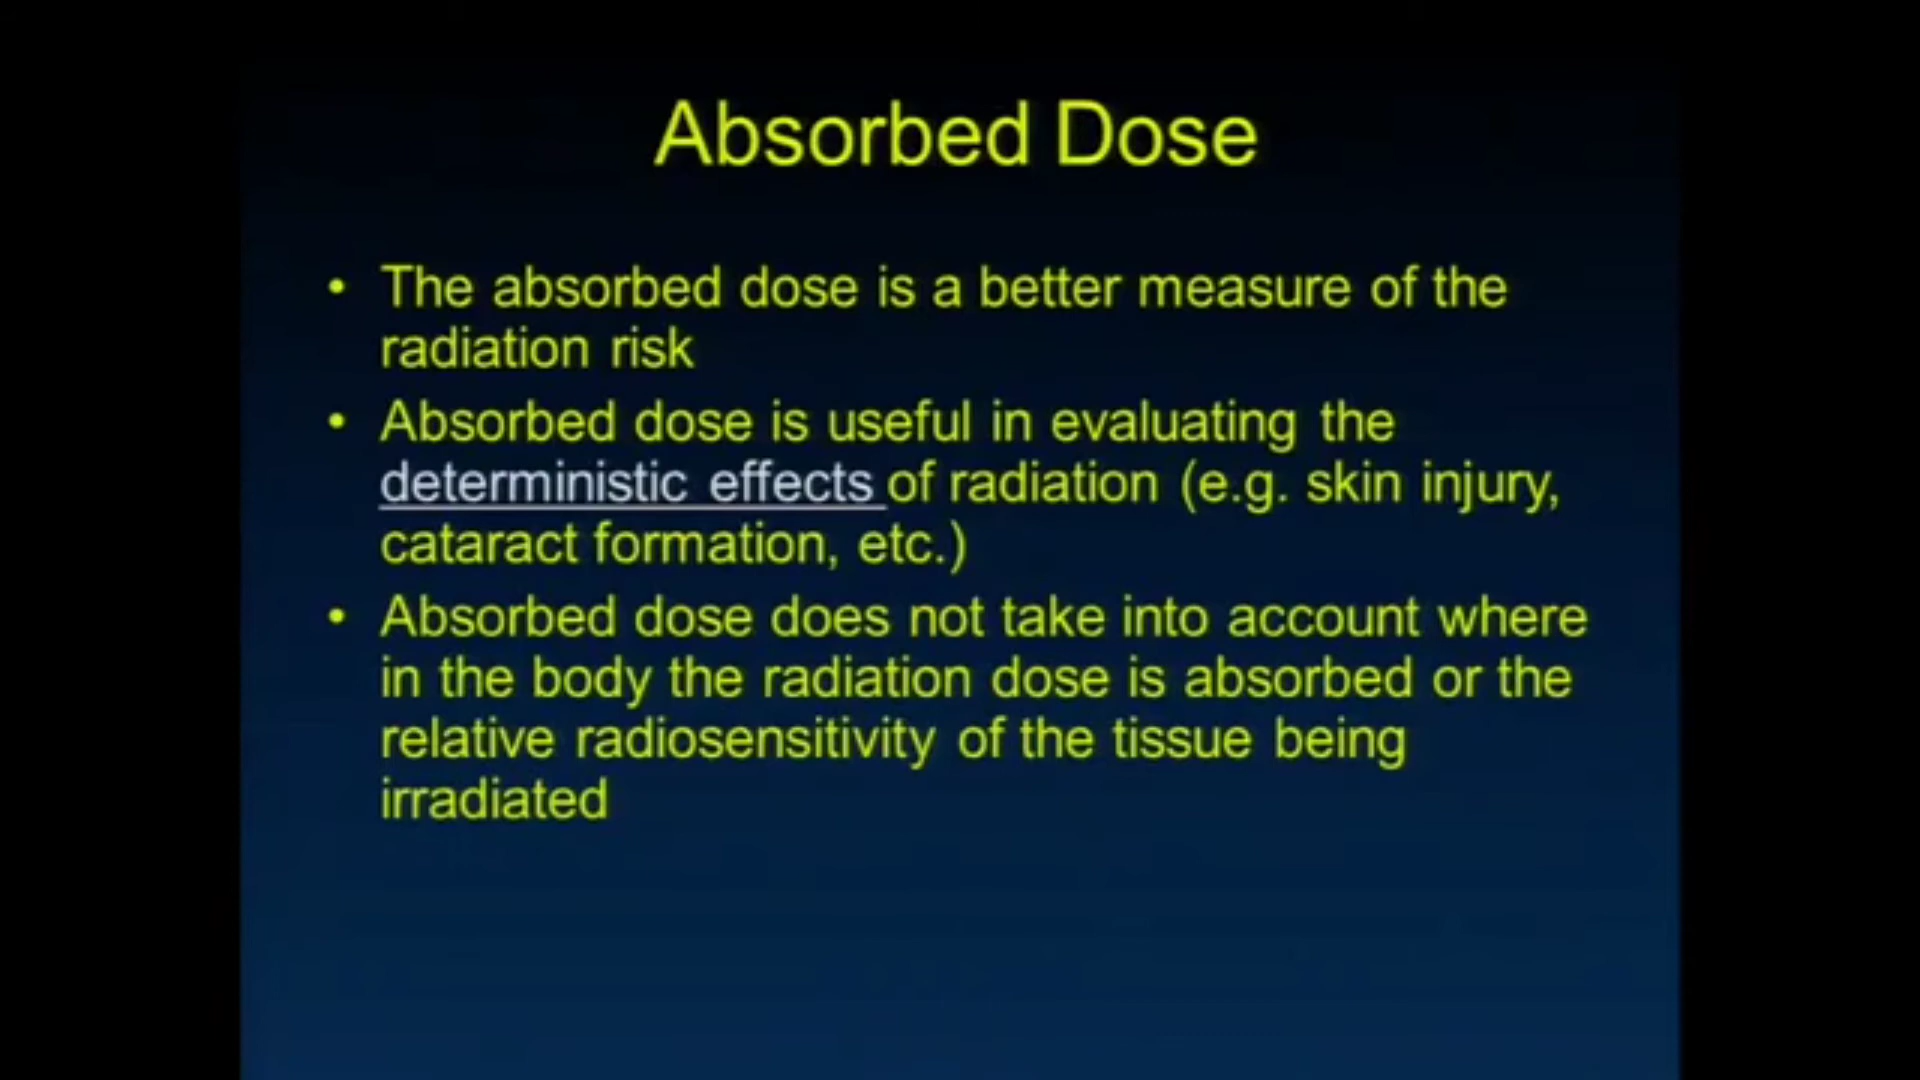 Absorbed Dose
• The absorbed dose is a better measure of the
radiation risk
• Absorbed dose is useful in evaluating the
deterministic effects of radiation (e.g. skin injury,
cataract formation, etc.)
• Absorbed dose does not take into account where
in the body the radiation dose is absorbed or the
relative radiosensitivity of the tissue being
irradiated